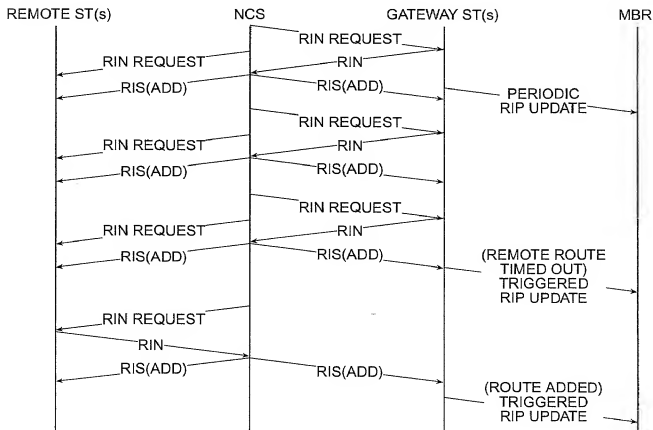 REMOTE ST(s) NCS GATEWAY ST(s) MBR
RIN REQUEST
RIN REQUEST RIN
RIS(ADD) RIS(ADD)
PERIODIC
RIP UPDATE
RIN REQUEST
RIN REQUEST RIN
RIS(ADD) RIS(ADD)
RIN REQUEST
RIN REQUEST RIN
RIS(ADD) RIS(ADD)
(REMOTE ROUTE
TIMED OUT)
TRIGGERED
RIP UPDATE
RIN REQUEST
RIN
RIS(ADD) RIS(ADD)
(ROUTE ADDED)
TRIGGERED
RIP UPDATE